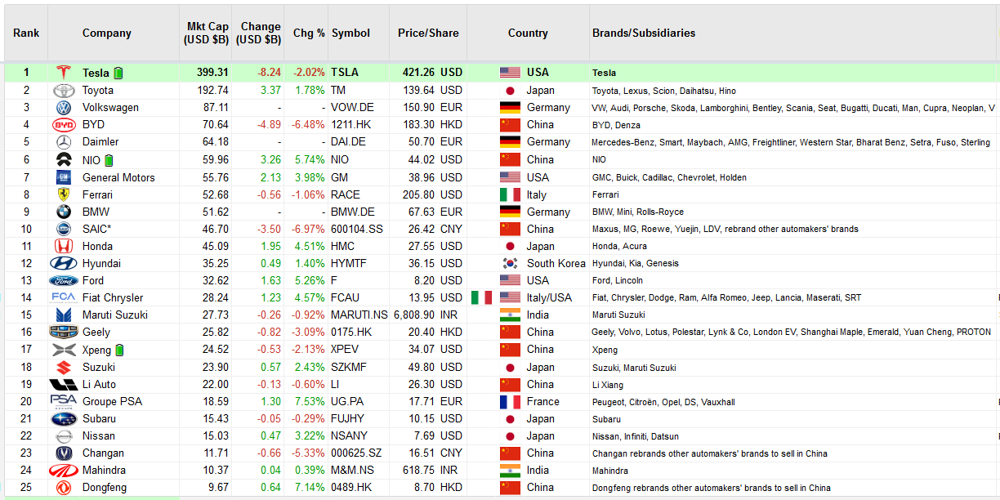 Rank Company Mkt Cap (USD $B) Change (USD $B) Chg % Symbol Price/Share Country Brands/Subsidiaries
1 Tesla 399.31 -8.24 -2.02% TSLA 421.26 USD USA Tesla
2 Toyota 192.74 3.37 1.78% TM 139.64 USD Japan Toyota, Lexus, Scion, Daihatsu, Hino
3 Volkswagen 87.11 - - VOW.DE 150.90 EUR Germany VW, Audi, Porsche, Skoda, Lamborghini, Bentley, Scania, Seat, Bugatti, Ducati, Man, Cupra, Neoplan, V
4 BYD BYD 70.64 -4.89 -6.48% 1211.HK 183.30 HKD China BYD, Denza
5 Daimler 64.18 - - DAI.DE 50.70 EUR Germany Mercedes-Benz, Smart, Maybach, AMG, Freightliner, Western Star, Bharat Benz, Setra, Fuso, Sterling
6 NIO 59.96 3.26 5.74% NIO 44.02 USD China NIO
7 GM General Motors 55.76 2.13 3.98% GM 38.96 USD USA GMC, Buick, Cadillac, Chevrolet, Holden
8 Ferrari 52.68 -0.56 -1.06% RACE 205.80 USD Italy Ferrari
9 BMW 51.62 - - BMW.DE 67.63 EUR Germany BMW, Mini, Rolls-Royce
10 SAIC* 46.70 -3.50 -6.97% 600104.SS 26.42 CNY China Maxus, MG, Roewe, Yuejin, LDV, rebrand other automakers' brands
11 Honda 45.09 1.95 4.51% HMC 27.55 USD Japan Honda, Acura
12 Hyundai 35.25 0.49 1.40% HYMTF 36.15 USD South Korea Hyundai, Kia, Genesis
13 Ford Ford 32.62 1.63 5.26% F 8.20 USD USA Ford, Lincoln
14 FCA Fiat Chrysler 28.24 1.23 4.57% FCAU 13.95 USD Italy/USA Fiat, Chrysler, Dodge, Ram, Alfa Romeo, Jeep, Lancia, Maserati, SRT
15 Maruti Suzuki 27.73 -0.26 -0.92% MARUTI.NS 6,808.90 INR India Maruti Suzuki
16 Geely 25.82 -0.82 -3.09% 0175.HK 20.40 HKD China Geely, Volvo, Lotus, Polestar, Lynk & Co, London EV, Shanghai Maple, Emerald, Yuan Cheng, PROTON
17 Xpeng 24.52 -0.53 -2.13% XPEV 34.07 USD China Xpeng
18 Suzuki 23.90 0.57 2.43% SZKMF 49.80 USD Japan Suzuki, Maruti Suzuki
19 Li Auto 22.00 -0.13 -0.60% LI 26.30 USD China Li Xiang
20 PSA Groupe PSA 18.59 1.30 7.53% UG.PA 17.71 EUR France Peugeot, Citroën, Opel, DS, Vauxhall
21 Subaru 15.43 -0.05 -0.29% FUJHY 10.15 USD Japan Subaru
22 Nissan 15.03 0.47 3.22% NSANY 7.69 USD Japan Nissan, Infiniti, Datsun
23 Changan 11.71 -0.66 -5.33% 000625.SZ 16.51 CNY China Changan rebrands other automakers' brands to sell in China
24 Mahindra 10.37 0.04 0.39% M&M.NS 618.75 INR India Mahindra
25 Dongfeng 9.67 0.64 7.14% 0489.HK 8.70 HKD China Dongfeng rebrands other automakers' brands to sell in China